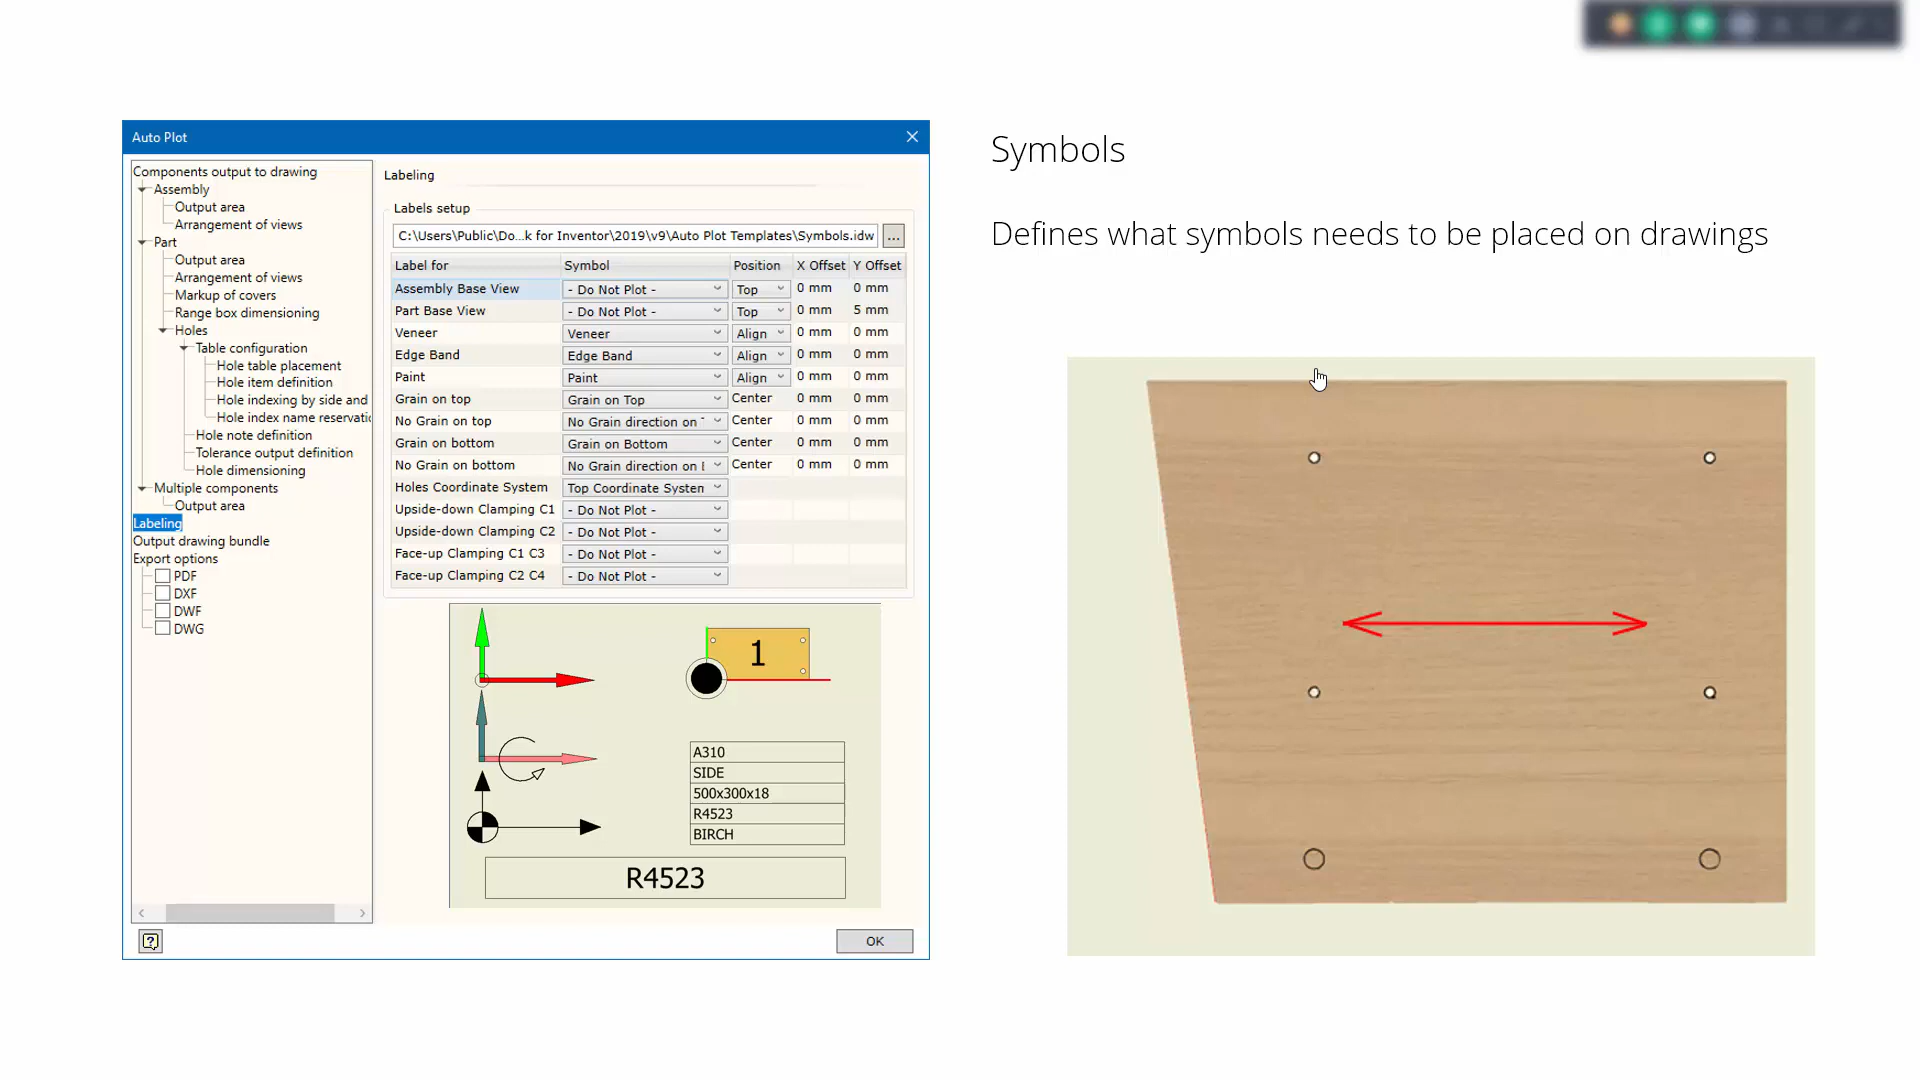 Auto Plot
Components output to drawing
Assembly
Output area
Arrangement of views
Part
Output area
Arrangement of views
Markup of covers
Range box dimensioning
Holes
Table configuration
Hole table placement
Hole item definition
Hole indexing by side and
Hole index name reservati
Hole note definition
Tolerance output definition
Hole dimensioning
Multiple components
Output area
Labeling
Output drawing bundle
Export options
PDF
DXF
DWF
DWG
Labeling
Labels setup
C:\Users\Public\Do...k for Inventor\2019\v9\Auto Plot Templates\Symbols.idw ...
Label for Symbol Position X Offset Y Offset
Assembly Base View - Do Not Plot - Top 0 mm 0 mm
Part Base View - Do Not Plot - Top 0 mm 5 mm
Veneer Veneer Align 0 mm 0 mm
Edge Band Edge Band Align 0 mm 0 mm
Paint Paint Align 0 mm 0 mm
Grain on top Grain on Top Center 0 mm 0 mm
No Grain on top No Grain direction on Center 0 mm 0 mm
Grain on bottom Grain on Bottom Center 0 mm 0 mm
No Grain on bottom No Grain direction on Center 0 mm 0 mm
Holes Coordinate System Top Coordinate System
Upside-down Clamping C1 - Do Not Plot -
Upside-down Clamping C2 - Do Not Plot -
Face-up Clamping C1 C3 - Do Not Plot -
Face-up Clamping C2 C4 - Do Not Plot -
1
A310
SIDE
500x300x18
R4523
BIRCH
R4523
OK
Symbols
Defines what symbols needs to be placed on drawings